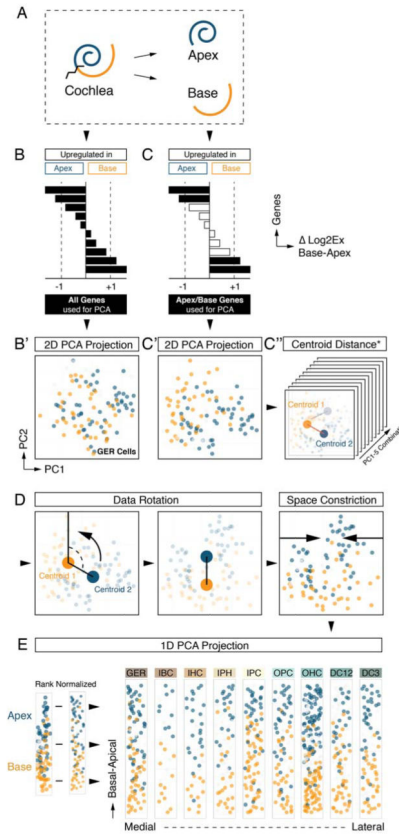 A
Apex
Cochlea
Base
B
Upregulated in
Apex
Base
C
Upregulated in
Apex
Base
Genes
Δ Log2Ex
Base-Apex
-1
+1
-1
+1
All Genes
used for PCA
Apex/Base Genes
used for PCA
B'
2D PCA Projection
C'
2D PCA Projection
C''
Centroid Distance*
GER Cells
Centroid 1
Centroid 2
PC2
PC1
D
Data Rotation
Space Constriction
Centroid 1
Centroid 2
E
1D PCA Projection
Rank Normalized
Apex
Base
Basal-Apical
GER
IBC
IHC
IPH
IPC
OPC
OHC
DC12
DC3
Medial
Lateral